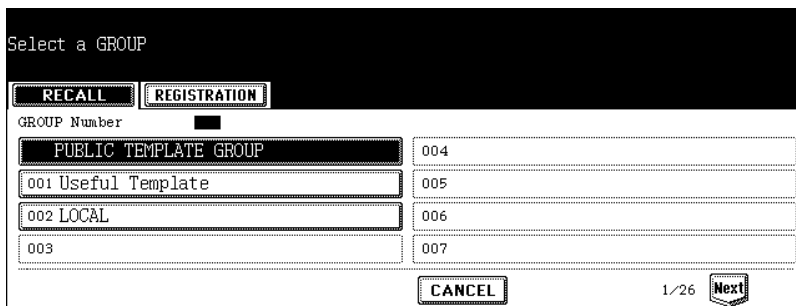 Select a GROUP
RECALL REGISTRATION
GROUP Number
PUBLIC TEMPLATE GROUP
001 Useful Template
002 LOCAL
003
004
005
006
007
CANCEL 1/26 Next